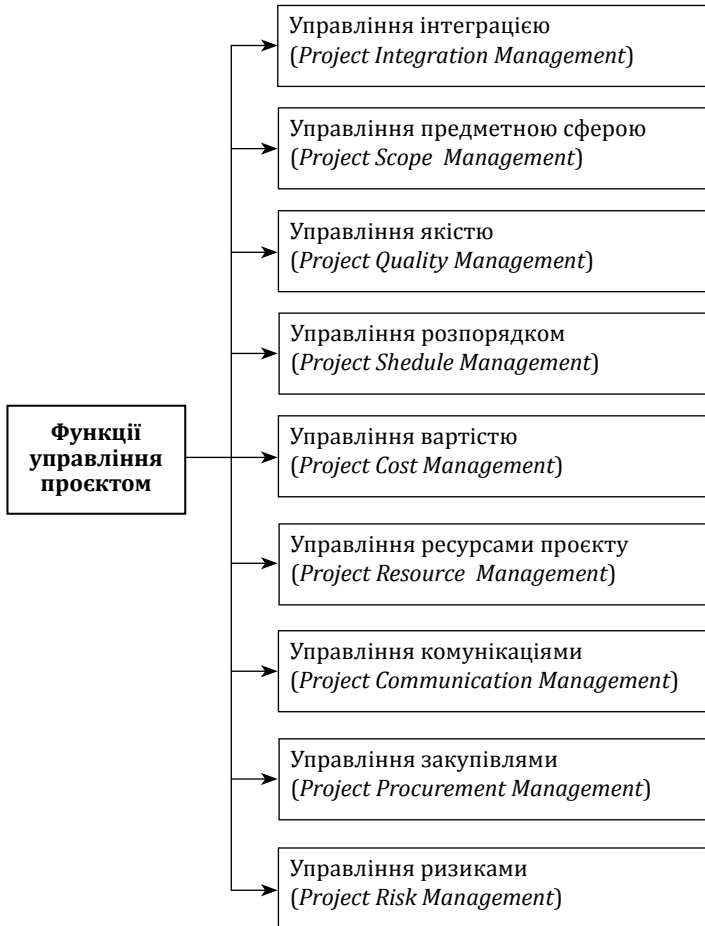 Управління інтеграцією
(Project Integration Management)
Управління предметною сферою
(Project Scope Management)
Управління якістю
(Project Quality Management)
Управління розпорядком
(Project Shedule Management)
Функції
управління
проєктом
Управління вартістю
(Project Cost Management)
Управління ресурсами проєкту
(Project Resource Management)
Управління комунікаціями
(Project Communication Management)
Управління закупівлями
(Project Procurement Management)
Управління ризиками
(Project Risk Management)